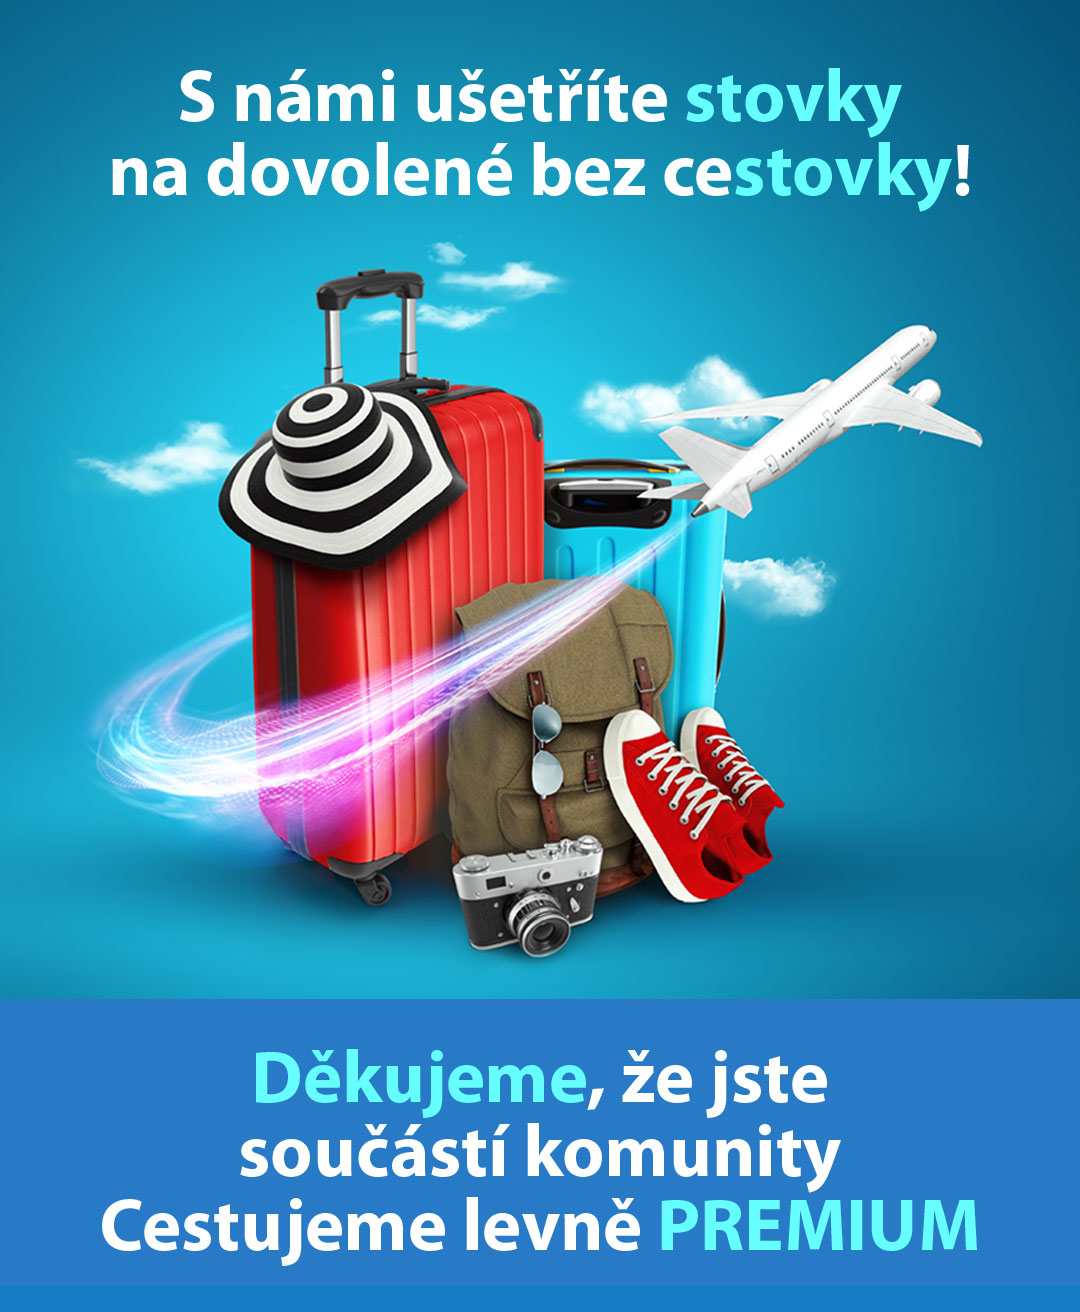 S námi ušetříte stovky
na dovolené bez cestovky!
Děkujeme, že jste
součástí komunity
Cestujeme levně PREMIUM